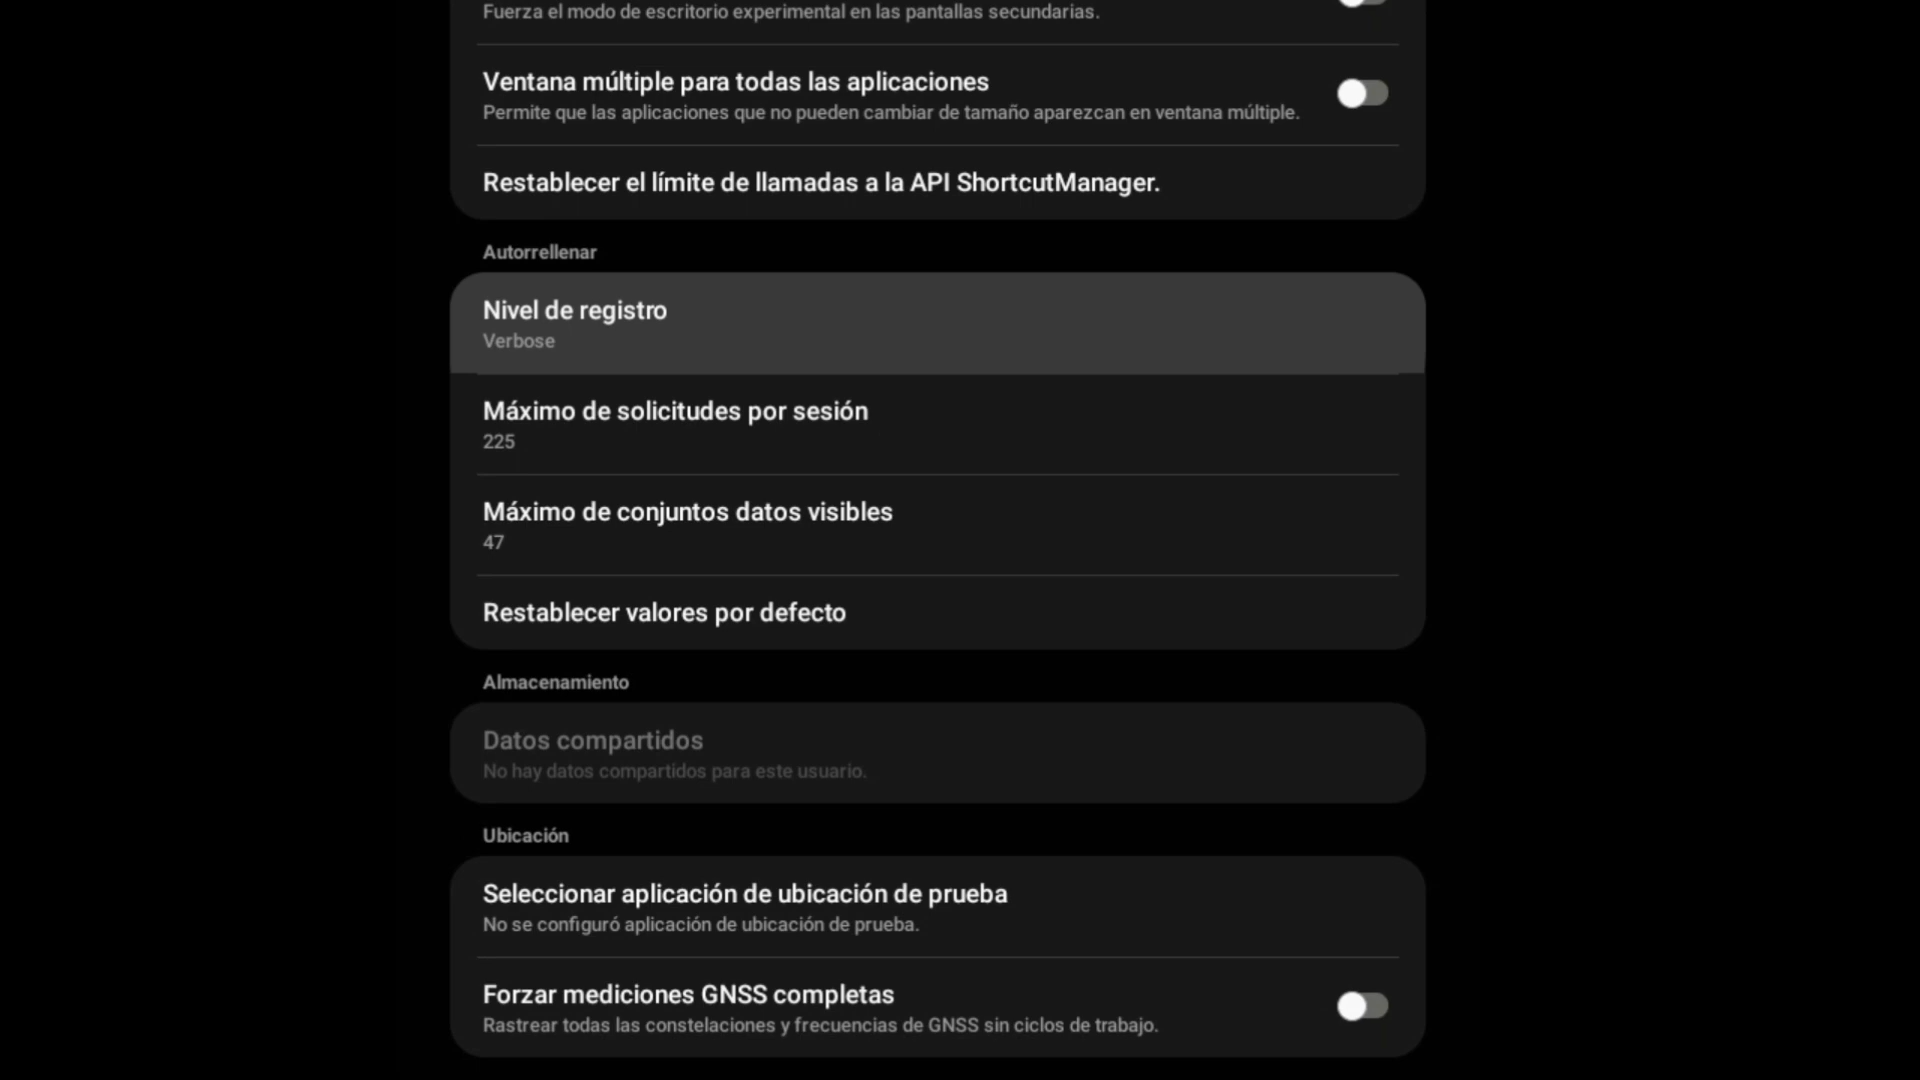 Fuerza el modo de escritorio experimental en las pantallas secundarias.
Ventana múltiple para todas las aplicaciones
Permite que las aplicaciones que no pueden cambiar de tamaño aparezcan en ventana múltiple.
Restablecer el límite de llamadas a la API ShortcutManager.
Autorrellenar
Nivel de registro
Verbose
Máximo de solicitudes por sesión
225
Máximo de conjuntos datos visibles
47
Restablecer valores por defecto
Almacenamiento
Datos compartidos
No hay datos compartidos para este usuario.
Ubicación
Seleccionar aplicación de ubicación de prueba
No se configuró aplicación de ubicación de prueba.
Forzar mediciones GNSS completas
Rastrear todas las constelaciones y frecuencias de GNSS sin ciclos de trabajo.